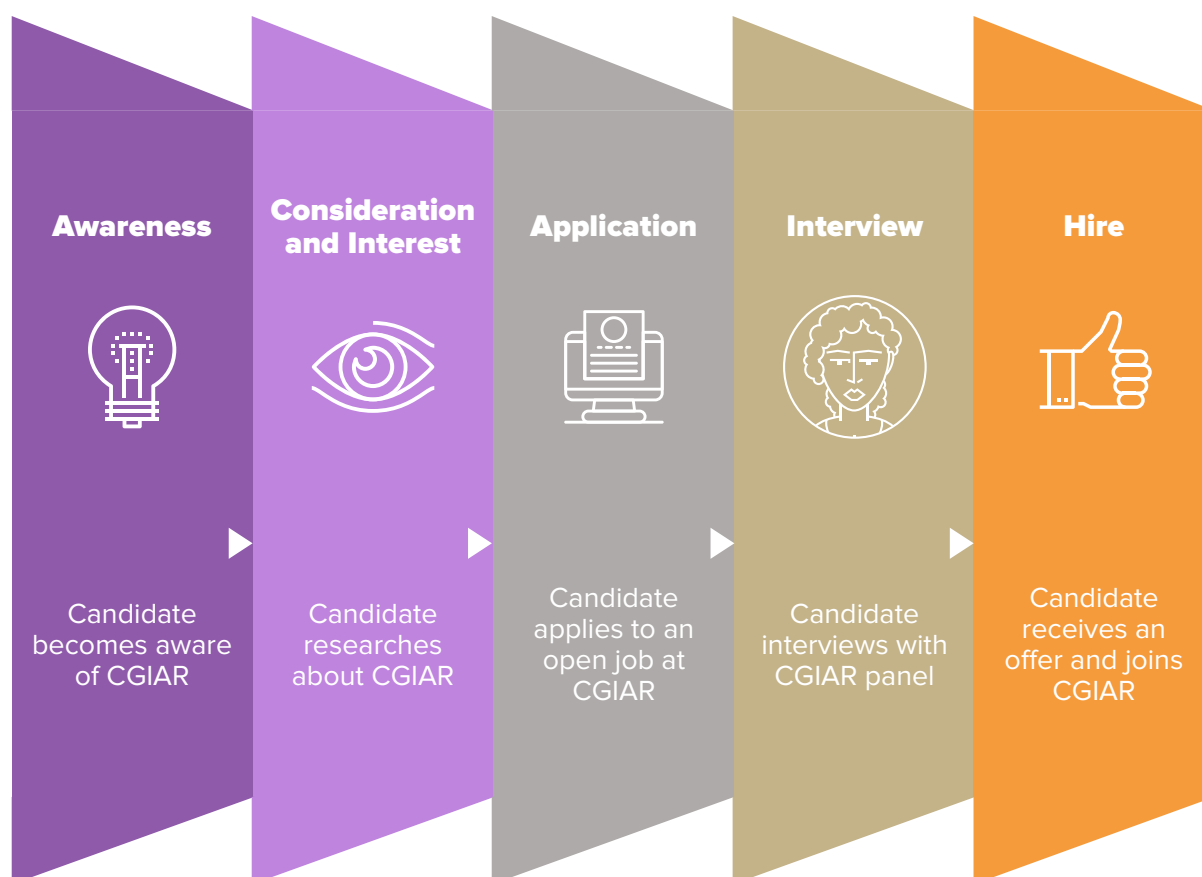 Awareness
Candidate
becomes aware
of CGIAR
Consideration
and Interest
Candidate
researches
about CGIAR
Application
Candidate
applies to an
open job at
CGIAR
Interview
Candidate
interviews with
CGIAR panel
Hire
Candidate
receives an
offer and joins
CGIAR